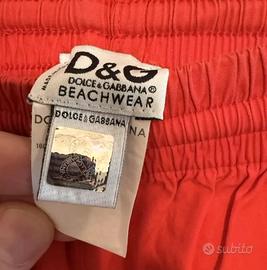 D&G
DOLCE & GABBANA®
BEACHWEAR
DOLCE & GABBANA
subito